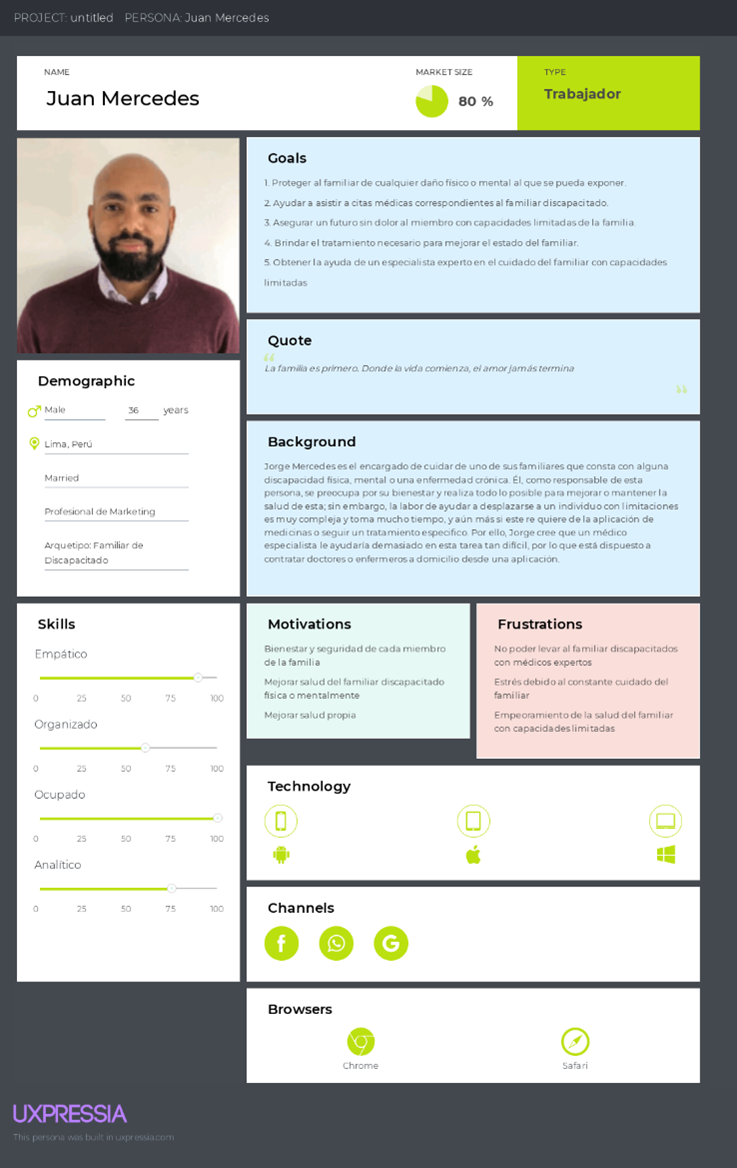 PROJECT: untitled PERSONA: Juan Mercedes
NAME
Juan Mercedes
MARKET SIZE
80 %
TYPE
Trabajador
Goals
1. Proteger al familiar de cualquier daño físico o mental al que se pueda exponer.
2. Ayudar a asistir a citas médicas correspondientes al familiar discapacitado.
3. Asegurar un futuro sin dolor al miembro con capacidades limitadas de la familia.
4. Brindar el tratamiento necesario para mejorar el estado del familiar.
5. Obtener la ayuda de un especialista experto en el cuidado del familiar con capacidades
limitadas
Quote
“
La familia es primero. Donde la vida comienza, el amor jamás termina
”
Demographic
Male
36 years
Lima, Perú
Married
Profesional de Marketing
Arquetipo: Familiar de
Discapacitado
Background
Jorge Mercedes es el encargado de cuidar de uno de sus familiares que consta con alguna
discapacidad física, mental o una enfermedad crónica. Él, como responsable de esta
persona, se preocupa por su bienestar y realiza todo lo posible para mejorar o mantener la
salud de esta; sin embargo, la labor de ayudar a desplazarse a un individuo con limitaciones
es muy compleja y toma mucho tiempo, y aún más si este re quiere de la aplicación de
medicinas o seguir un tratamiento específico. Por ello, Jorge cree que un médico
especialista le ayudaría demasiado en esta tarea tan difícil, por lo que está dispuesto a
contratar doctores o enfermeros a domicilio desde una aplicación.
Skills
Empático
0 25 50 75 100
Organizado
0 25 50 75 100
Ocupado
0 25 50 75 100
Analítico
0 25 50 75 100
Motivations
Bienestar y seguridad de cada miembro
de la familia
Mejorar salud del familiar discapacitado
física o mentalmente
Mejorar salud propia
Frustrations
No poder levar al familiar discapacitados
con médicos expertos
Estrés debido al constante cuidado del
familiar
Empeoramiento de la salud del familiar
con capacidades limitadas
Technology
Channels
Browsers
Chrome
Safari
UXPRESSIA
This persona was built in uxpressia.com